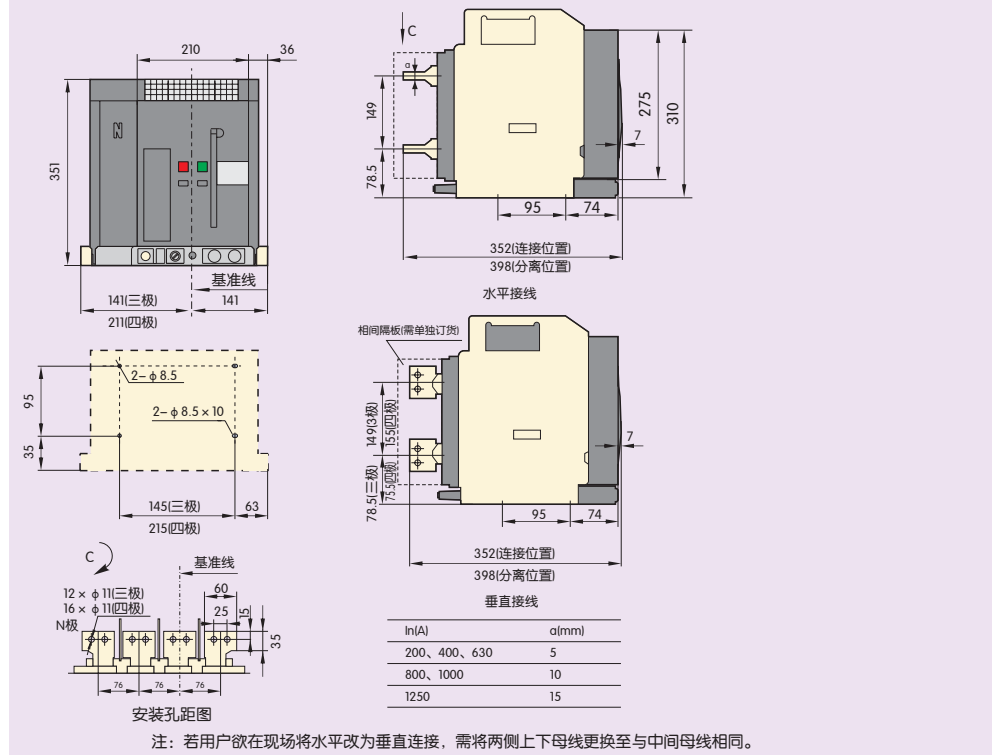 210
36
351
N
基准线
141(三极)
141
211(四极)
C
a
149
78.5
275
310
7
95
74
352(连接位置)
398(分离位置)
水平接线
2-φ8.5
2-φ8.5×10
95
35
145(三极)
63
215(四极)
相间隔板(需单独订货)
149(3极)
155(四极)
78.5(三极)
75.5四极)
7
95
74
352(连接位置)
398(分离位置)
垂直接线
C
基准线
12×φ11(三极)
16×φ11(四极)
N极
60
25
15
35
76
76
76
安装孔距图
In(A) a(mm)
200、400、630 5
800、1000 10
1250 15
注：若用户欲在现场将水平改为垂直连接，需将两侧上下母线更换至与中间母线相同。